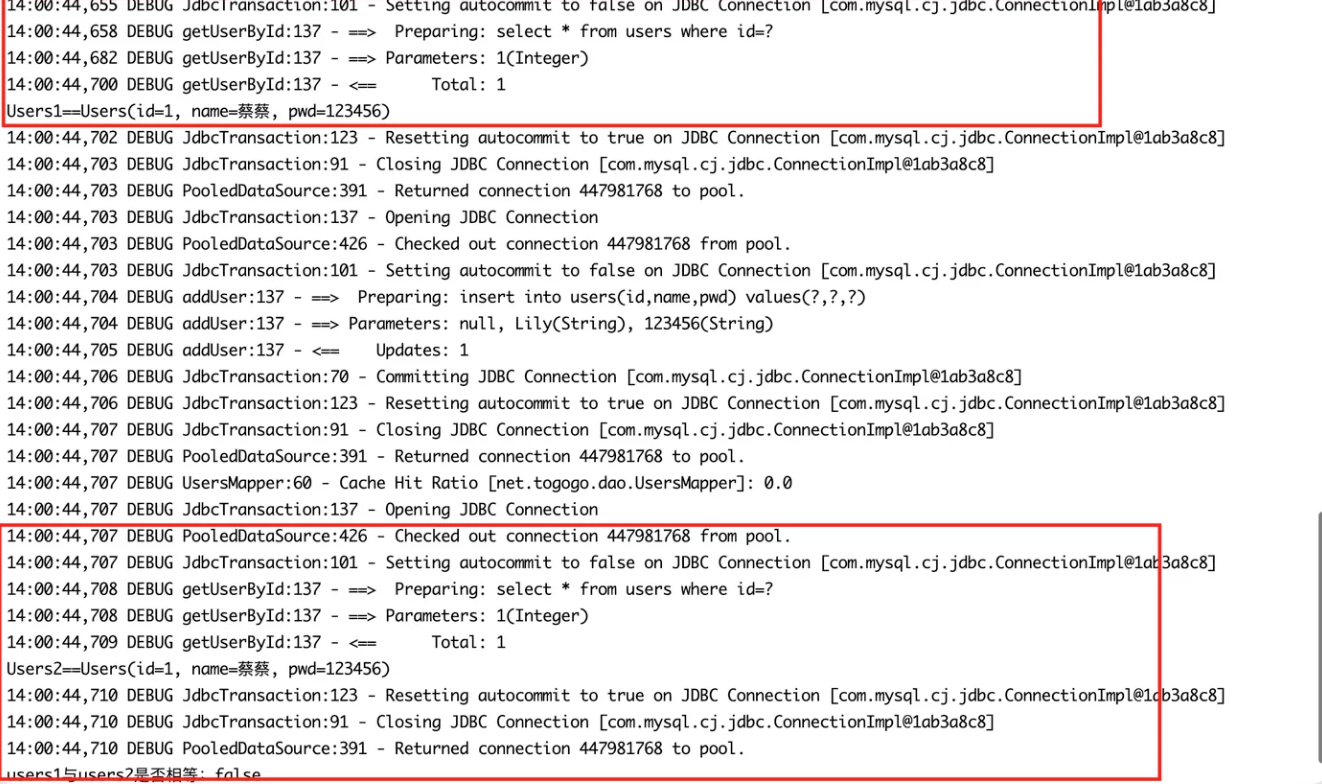 14:00:44,655 DEBUG JdbcTransaction:101 - Setting autocommit to false on JDBC Connection [com.mysql.cj.jdbc.ConnectionImpl@1ab3a8c8]
14:00:44,658 DEBUG getUserById:137 - ==>  Preparing: select * from users where id=?
14:00:44,682 DEBUG getUserById:137 - ==> Parameters: 1(Integer)
14:00:44,700 DEBUG getUserById:137 - <==      Total: 1
Users1==Users(id=1, name=蔡蔡, pwd=123456)
14:00:44,702 DEBUG JdbcTransaction:123 - Resetting autocommit to true on JDBC Connection [com.mysql.cj.jdbc.ConnectionImpl@1ab3a8c8]
14:00:44,703 DEBUG JdbcTransaction:91 - Closing JDBC Connection [com.mysql.cj.jdbc.ConnectionImpl@1ab3a8c8]
14:00:44,703 DEBUG PooledDataSource:391 - Returned connection 447981768 to pool.
14:00:44,703 DEBUG JdbcTransaction:137 - Opening JDBC Connection
14:00:44,703 DEBUG PooledDataSource:426 - Checked out connection 447981768 from pool.
14:00:44,703 DEBUG JdbcTransaction:101 - Setting autocommit to false on JDBC Connection [com.mysql.cj.jdbc.ConnectionImpl@1ab3a8c8]
14:00:44,704 DEBUG addUser:137 - ==>  Preparing: insert into users(id,name,pwd) values(?,?,?)
14:00:44,704 DEBUG addUser:137 - ==> Parameters: null, Lily(String), 123456(String)
14:00:44,705 DEBUG addUser:137 - <==    Updates: 1
14:00:44,706 DEBUG JdbcTransaction:70 - Committing JDBC Connection [com.mysql.cj.jdbc.ConnectionImpl@1ab3a8c8]
14:00:44,706 DEBUG JdbcTransaction:123 - Resetting autocommit to true on JDBC Connection [com.mysql.cj.jdbc.ConnectionImpl@1ab3a8c8]
14:00:44,707 DEBUG JdbcTransaction:91 - Closing JDBC Connection [com.mysql.cj.jdbc.ConnectionImpl@1ab3a8c8]
14:00:44,707 DEBUG PooledDataSource:391 - Returned connection 447981768 to pool.
14:00:44,707 DEBUG UsersMapper:60 - Cache Hit Ratio [net.togogo.dao.UsersMapper]: 0.0
14:00:44,707 DEBUG JdbcTransaction:137 - Opening JDBC Connection
14:00:44,707 DEBUG PooledDataSource:426 - Checked out connection 447981768 from pool.
14:00:44,707 DEBUG JdbcTransaction:101 - Setting autocommit to false on JDBC Connection [com.mysql.cj.jdbc.ConnectionImpl@1ab3a8c8]
14:00:44,708 DEBUG getUserById:137 - ==>  Preparing: select * from users where id=?
14:00:44,708 DEBUG getUserById:137 - ==> Parameters: 1(Integer)
14:00:44,709 DEBUG getUserById:137 - <==      Total: 1
Users2==Users(id=1, name=蔡蔡, pwd=123456)
14:00:44,710 DEBUG JdbcTransaction:123 - Resetting autocommit to true on JDBC Connection [com.mysql.cj.jdbc.ConnectionImpl@1ab3a8c8]
14:00:44,710 DEBUG JdbcTransaction:91 - Closing JDBC Connection [com.mysql.cj.jdbc.ConnectionImpl@1ab3a8c8]
14:00:44,710 DEBUG PooledDataSource:391 - Returned connection 447981768 to pool.
users1与users2是否相等: false